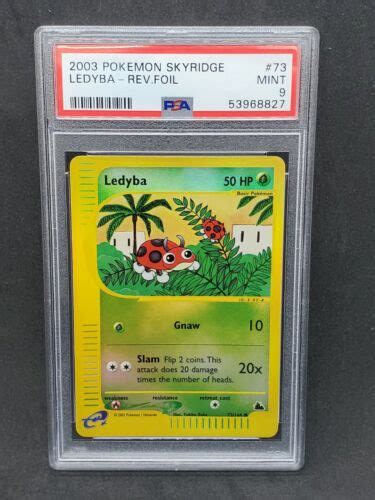 2003 POKEMON SKYRIDGE #73
LEDYBA - REV.FOIL MINT
9
PSA 53968827
Ledyba 50 HP
Basic Pokémon
Gnaw 10
Slam Flip 2 coins. This
attack does 20 damage 20x
times the number of heads.
weakness resistance retreat cost